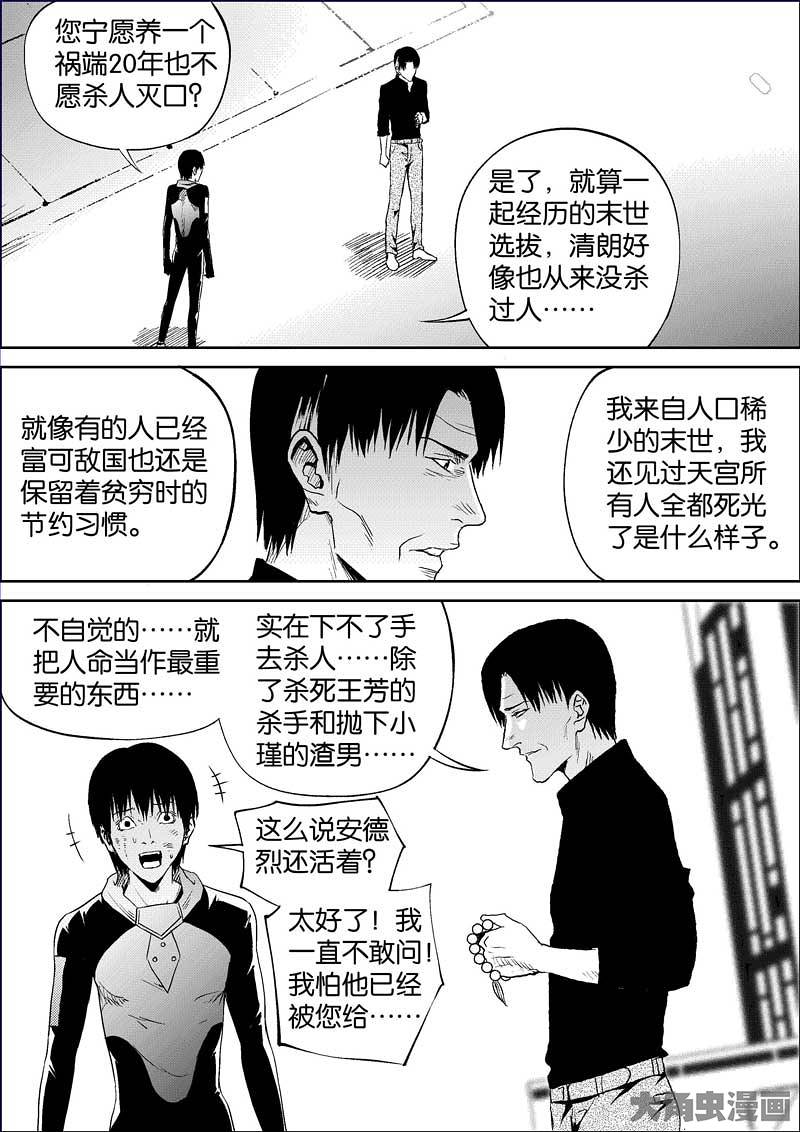 您宁愿养一个
祸端20年也不
愿杀人灭口?
是了，就算一
起经历的末世
选拔，清朗好
像也从来没杀
过人……
就像有的人已经
富可敌国也还是
保留着贫穷时的
节约习惯。
我来自人口稀
少的末世，我
还见过天宫所
有人全都死光
了是什么样子。
不自觉的……就
把人命当作最重
要的东西……
实在下不了手
去杀人……除
了杀死王芳的
杀手和抛下小
瑾的渣男……
这么说安德
烈还活着?
太好了！我
一直不敢问！
我怕他已经
被您给……
大角虫漫画